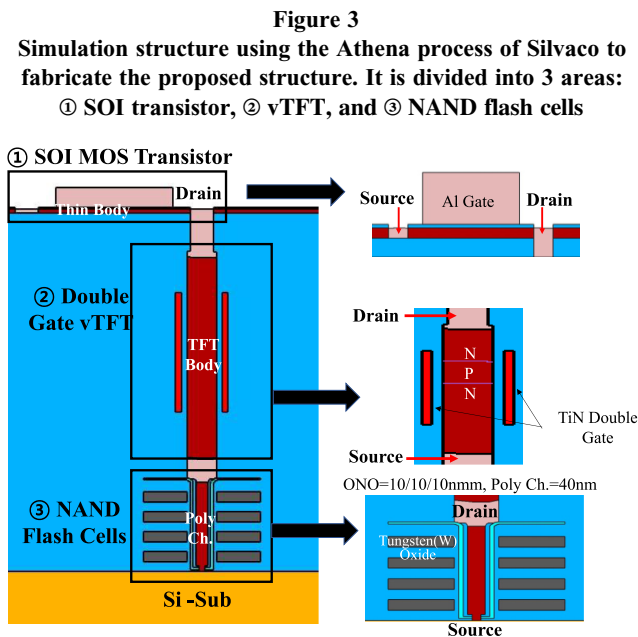 Figure 3
Simulation structure using the Athena process of Silvaco to
fabricate the proposed structure. It is divided into 3 areas:
① SOI transistor, ② vTFT, and ③ NAND flash cells
① SOI MOS Transistor
Drain
Thin Body
Source
Al Gate
Drain
② Double
Gate vTFT
TFT
Body
Drain
N
P
N
TiN Double
Gate
Source
③ NAND
Flash Cells
Poly
Ch.
Si -Sub
ONO=10/10/10nmm, Poly Ch.=40nm
Drain
Tungsten(W)
Oxide
Source